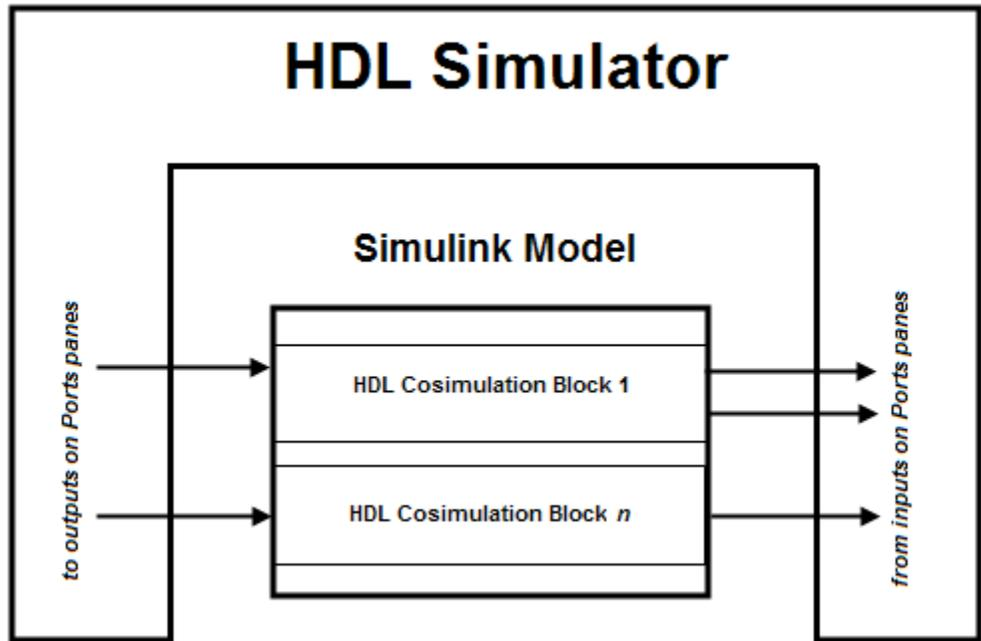 HDL Simulator
Simulink Model
to outputs on Ports panes
HDL Cosimulation Block 1
HDL Cosimulation Block n
from inputs on Ports panes